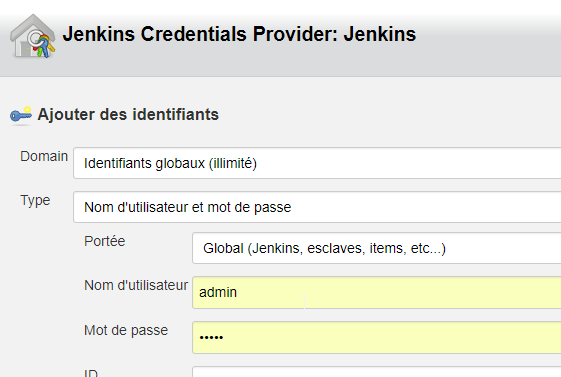 Jenkins Credentials Provider: Jenkins
Ajouter des identifiants
Domain Identifiants globaux (illimité)
Type Nom d'utilisateur et mot de passe
Portée Global (Jenkins, esclaves, items, etc...)
Nom d'utilisateur admin
Mot de passe •••••
ID